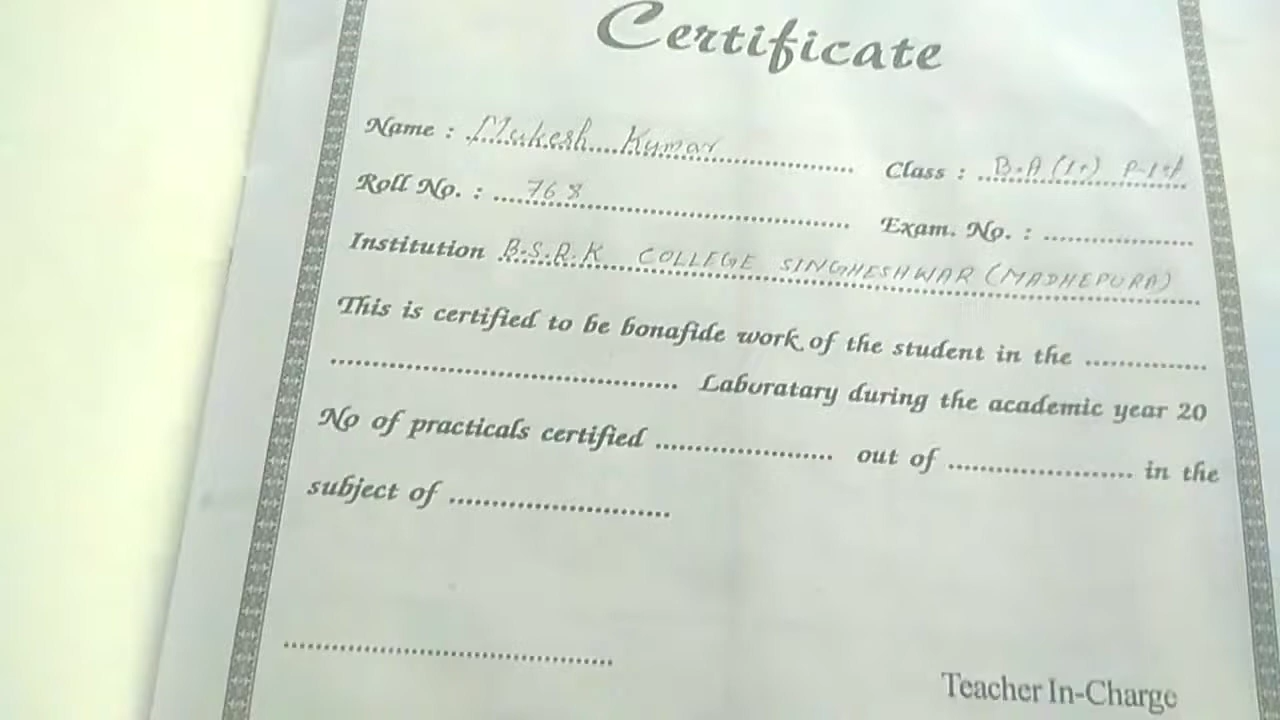 Certificate
Name : Mukesh Kumar Class : B.A (H) P-Ist
Roll No. : 768 Exam. No. :
Institution B.S.R.K COLLEGE SINGHESHWAR (MADHEPURA)
This is certified to be bonafide work of the student in the
Laboratary during the academic year 20
No of practicals certified out of in the
subject of
Teacher In-Charge